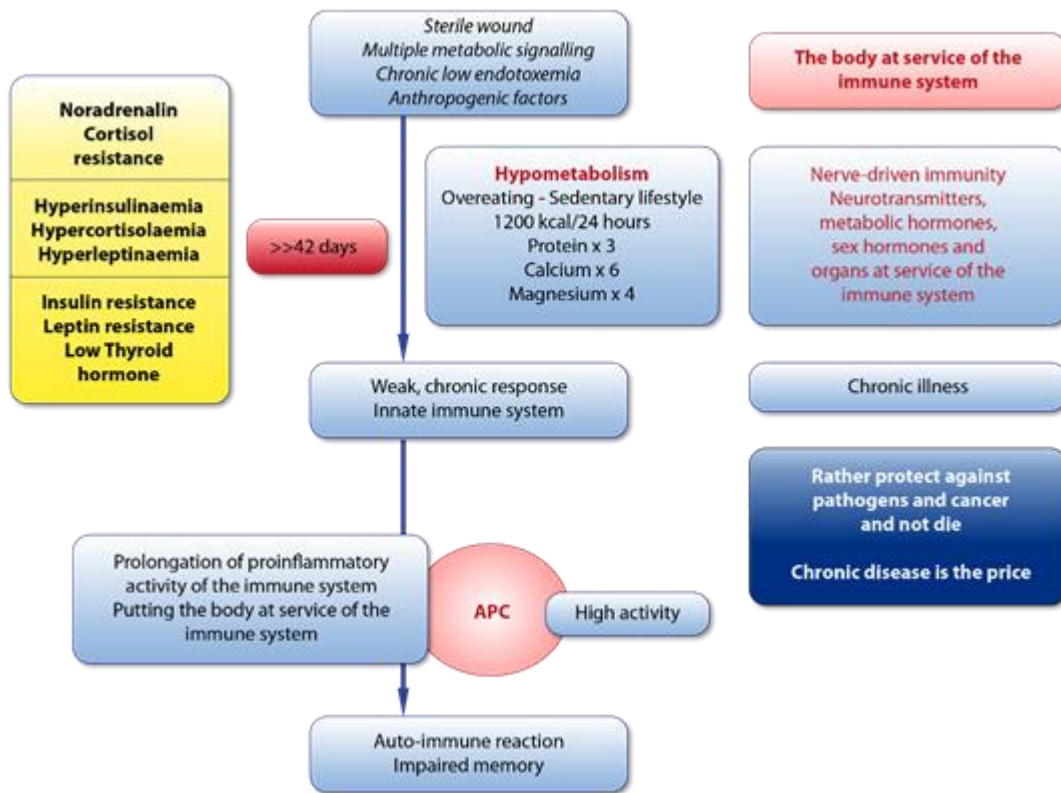 Sterile wound
Multiple metabolic signalling
Chronic low endotoxemia
Anthropogenic factors
Noradrenalin
Cortisol
resistance
Hyperinsulinaemia
Hypercortisolaemia
Hyperleptinaemia
Insulin resistance
Leptin resistance
Low Thyroid
hormone
>>42 days
Hypometabolism
Overeating - Sedentary lifestyle
1200 kcal/24 hours
Protein x 3
Calcium x 6
Magnesium x 4
Weak, chronic response
Innate immune system
Prolongation of proinflammatory
activity of the immune system
Putting the body at service of the
immune system
APC
High activity
Auto-immune reaction
Impaired memory
The body at service of the
immune system
Nerve-driven immunity
Neurotransmitters,
metabolic hormones,
sex hormones and
organs at service of the
immune system
Chronic illness
Rather protect against
pathogens and cancer
and not die
Chronic disease is the price